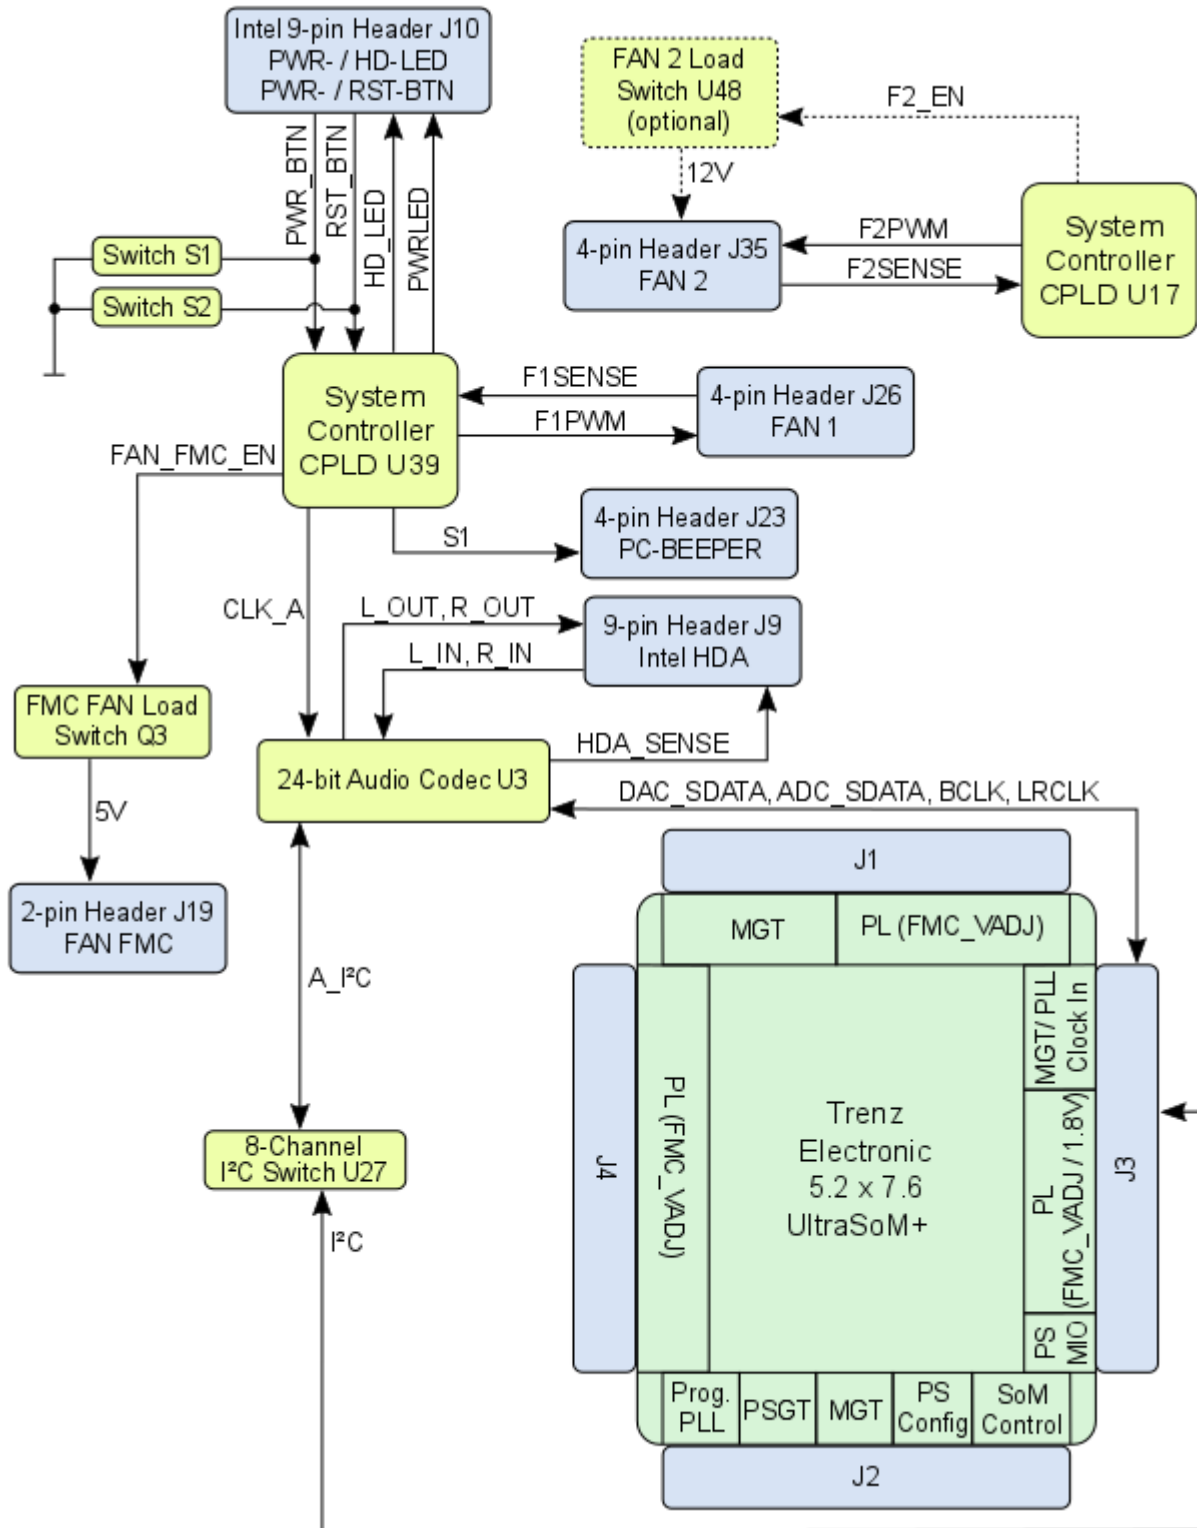 Intel 9-pin Header J10
PWR- / HD-LED
PWR- / RST-BTN
FAN 2 Load
Switch U48
(optional)
F2_EN
12V
PWR_BTN
RST_BTN
HD_LED
PWRLED
4-pin Header J35
FAN 2
F2PWM
F2SENSE
System
Controller
CPLD U17
Switch S1
Switch S2
System
Controller
CPLD U39
F1SENSE
F1PWM
4-pin Header J26
FAN 1
FAN_FMC_EN
S1
4-pin Header J23
PC-BEEPER
CLK_A
L_OUT, R_OUT
L_IN, R_IN
9-pin Header J9
Intel HDA
FMC FAN Load
Switch Q3
HDA_SENSE
24-bit Audio Codec U3
DAC_SDATA, ADC_SDATA, BCLK, LRCLK
5V
2-pin Header J19
FAN FMC
A_I²C
8-Channel
I²C Switch U27
I²C
J1
MGT
PL (FMC_VADJ)
MGT/ PLL
Clock In
PL (FMC_VADJ)
Trenz
Electronic
5.2 x 7.6
UltraSoM+
PL
(FMC_VADJ / 1.8V)
J4
J3
PS
MIO
Prog.
PLL
PSGT
MGT
PS
Config
SoM
Control
J2